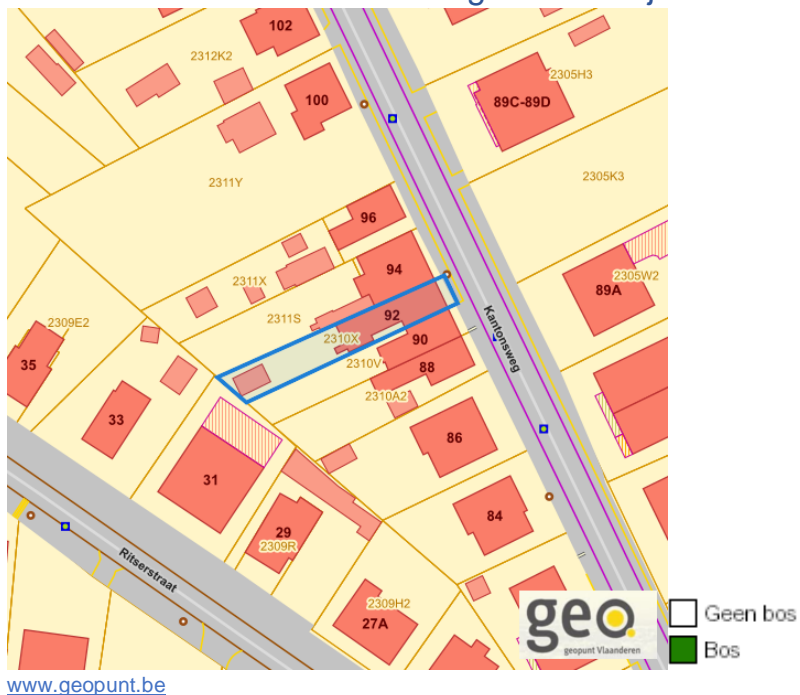 102
2312K2
100
2305H3
89C-89D
2311Y
2305K3
96
94
2311X
2305W2
89A
2311S
92
2310X
Kantonsweg
90
2310V
88
2310A2
2309E2
35
33
86
31
84
29
2309R
Ritserstraat
2309H2
27A
geo.
geopunt Vlaanderen
Geen bos
Bos
www.geopunt.be